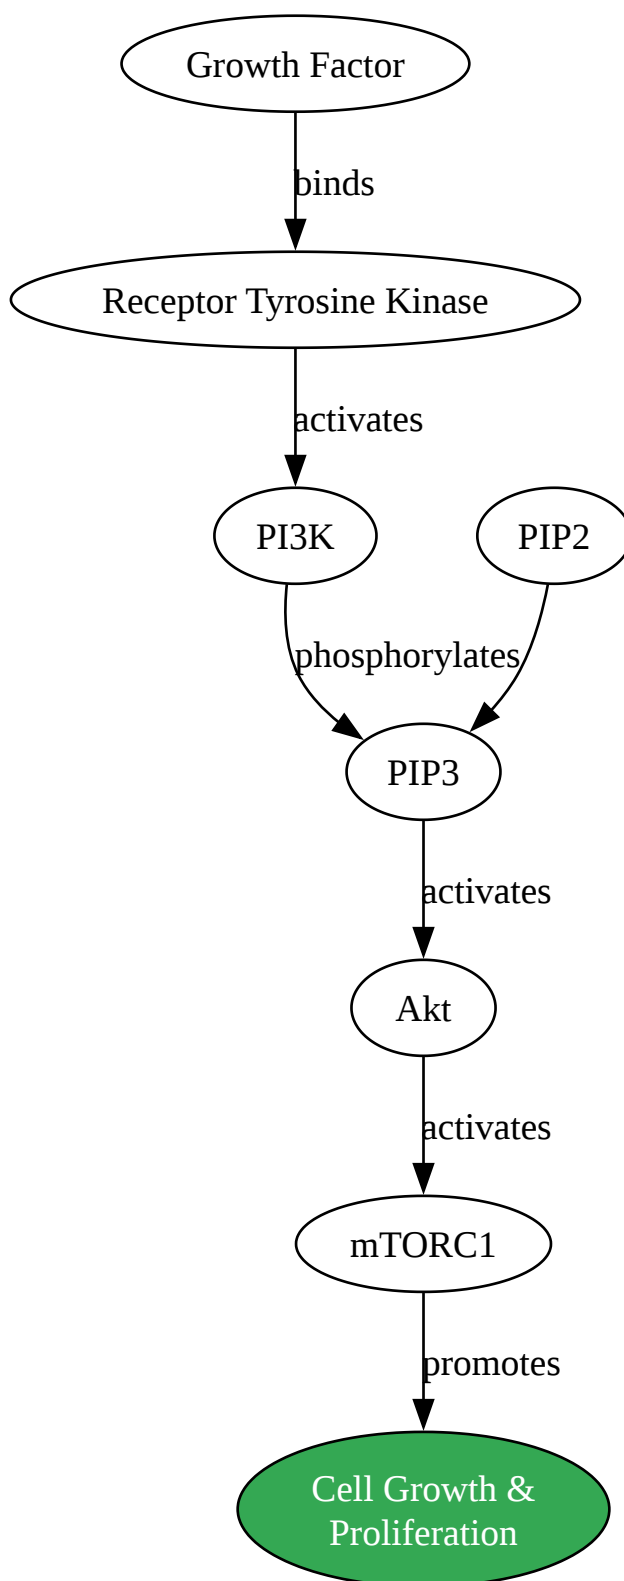 Growth Factor
binds
Receptor Tyrosine Kinase
activates
PI3K
PIP2
phosphorylates
PIP3
activates
Akt
activates
mTORC1
promotes
Cell Growth &
Proliferation